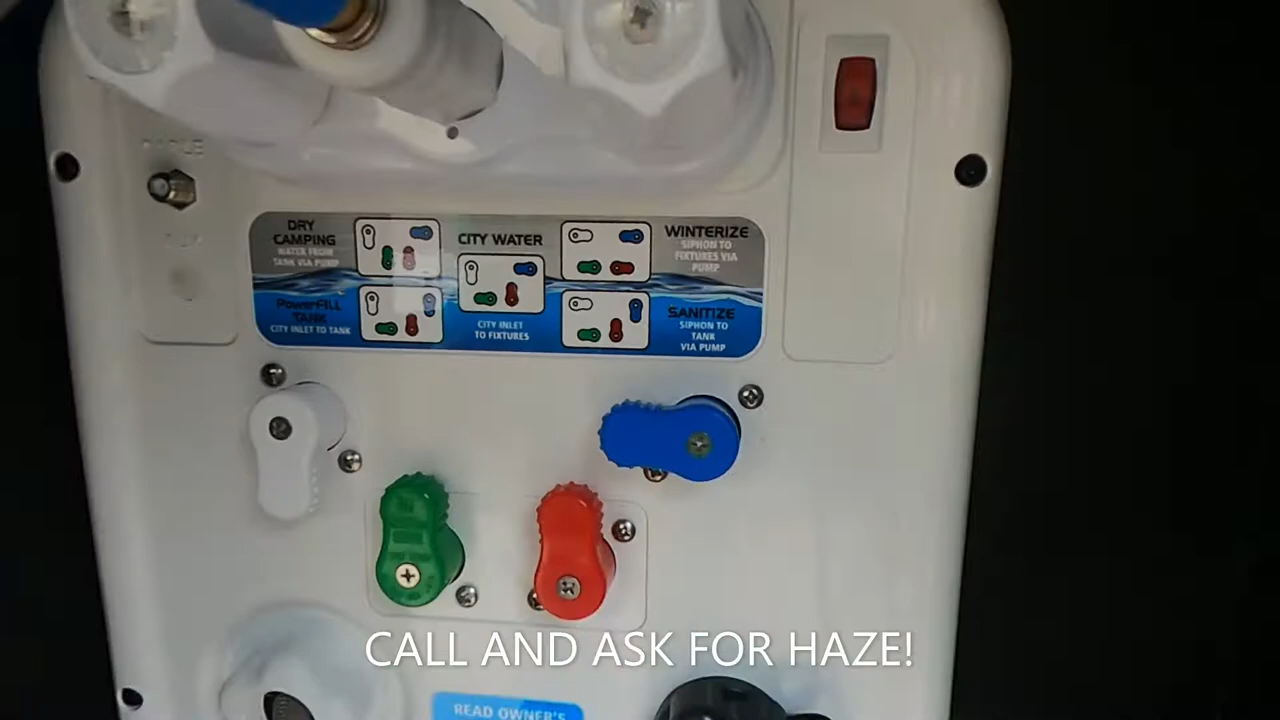 DRY
CAMPING
WATER FROM
TANK VIA PUMP
PowerFILL
TANK
CITY INLET TO TANK
CITY WATER
CITY INLET
TO FIXTURES
WINTERIZE
SIPHON TO
FIXTURES VIA
PUMP
SANITIZE
SIPHON TO
TANK
VIA PUMP
CALL AND ASK FOR HAZE!
READ OWNER'S